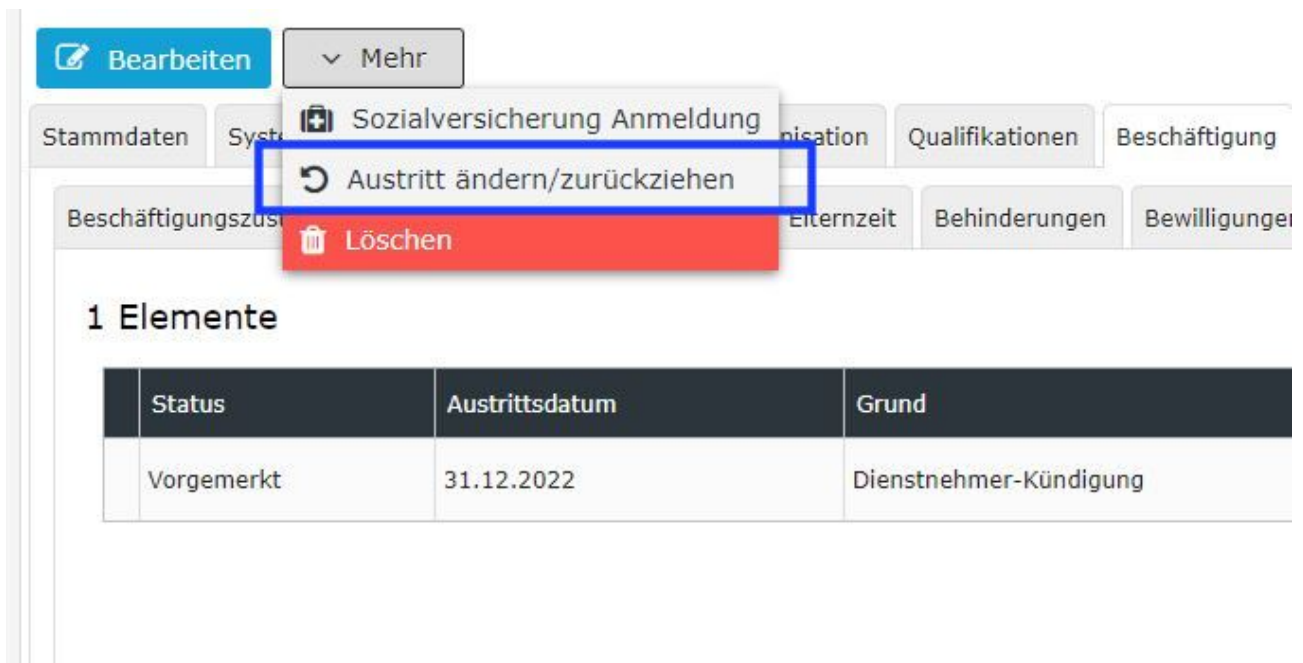 Bearbeiten
Mehr
Sozialversicherung Anmeldung
Austritt ändern/zurückziehen
Löschen
Stammdaten Qualifikationen Beschäftigung
Elternzeit Behinderungen
1 Elemente
Status Austrittsdatum Grund
Vorgemerkt 31.12.2022 Dienstnehmer-Kündigung